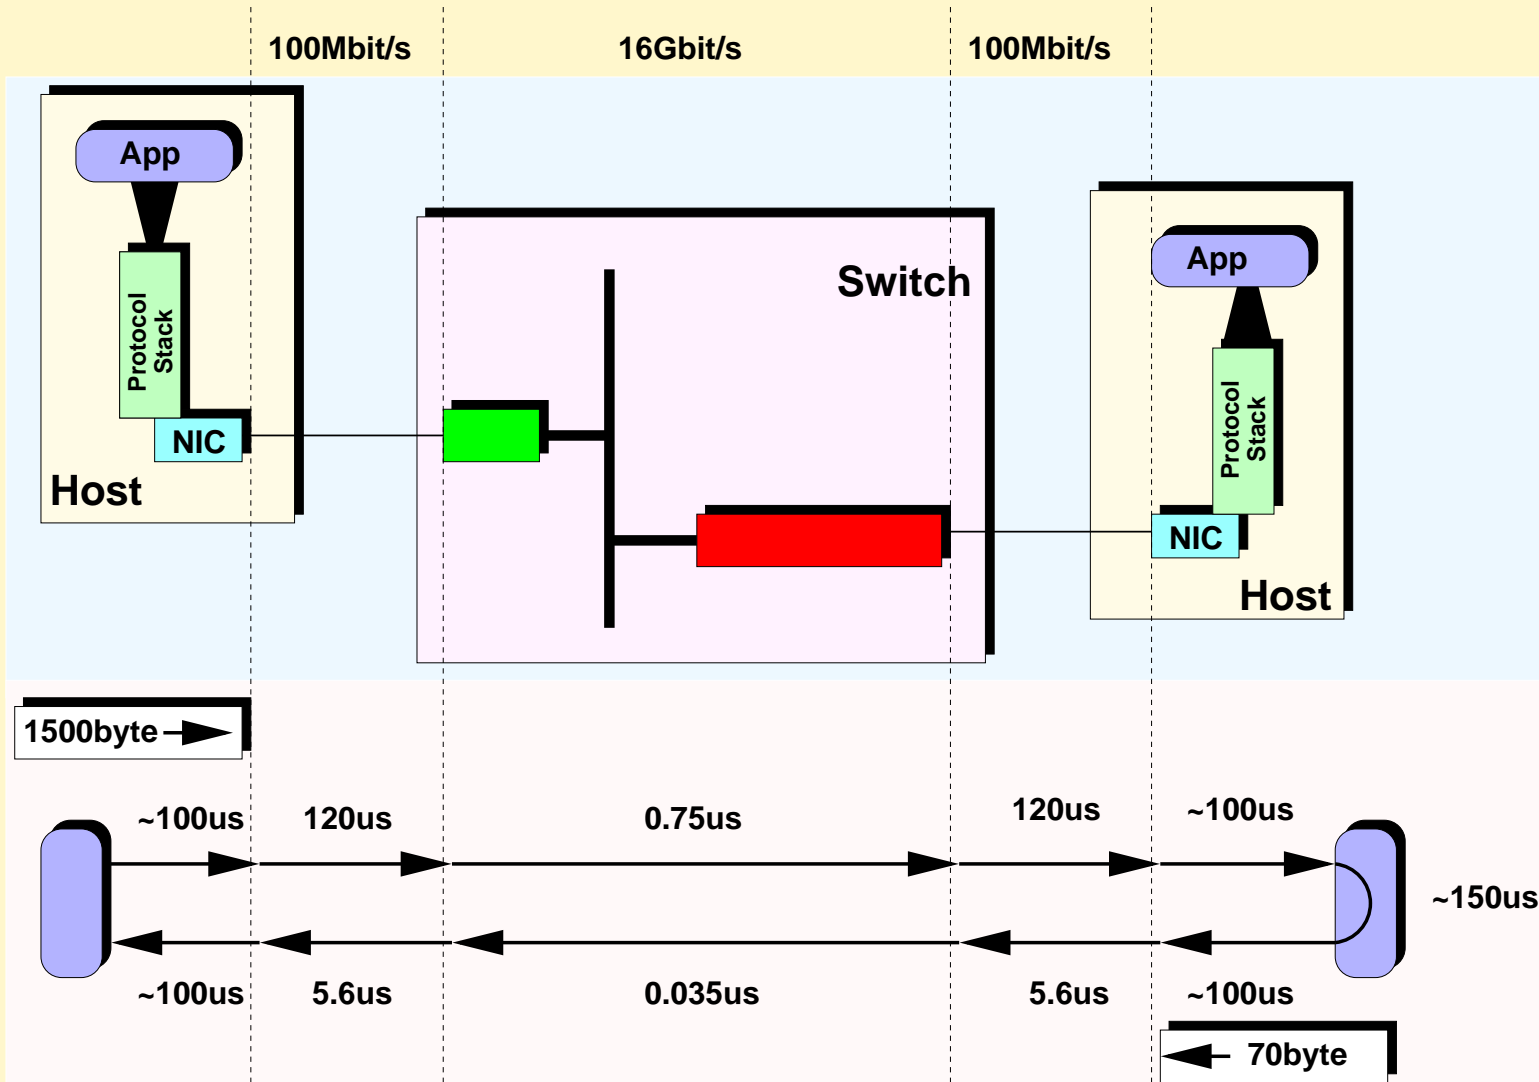 100Mbit/s 16Gbit/s 100Mbit/s
App
Protocol
Stack
NIC
Host
Switch
App
Protocol
Stack
NIC
Host
1500byte
~100us 120us 0.75us 120us ~100us
~150us
~100us 5.6us 0.035us 5.6us ~100us
70byte